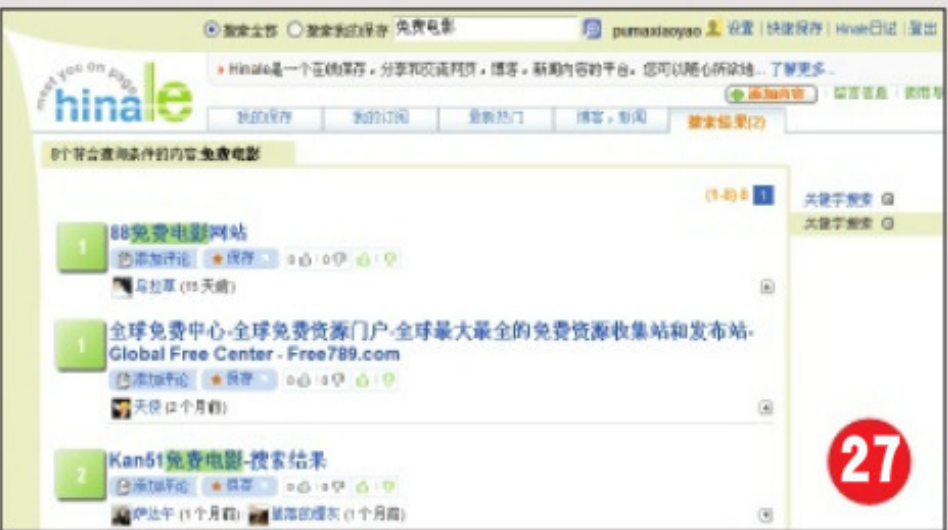 搜索全部 搜索我的保存 免费电影 pumaxiaoyao 设置 | 快速保存 | Hinale日记 | 登出
meet you on page
hinale
Hinale是一个在线保存，分享和交流网页，博客，新闻内容的平台。您可以随心所欲地... 了解更多..
添加内容 留言信息
我的保存 我的订阅 最新热门 博客，新闻 搜索结果(2)
8个符合查询条件的内容:免费电影
(1-8) 8 1
关键字搜索
关键字搜索
1 88免费电影网站
添加评论 保存 0 0
乌拉草 (15 天前)
1 全球免费中心-全球免费资源门户-全球最大最全的免费资源收集站和发布站-
Global Free Center - Free789.com
添加评论 保存 0 0
天使 (2 个月前)
2 Kan51免费电影-搜索结果
添加评论 保存 0 0
萨达午 (1 个月前) (1 个月前)
27